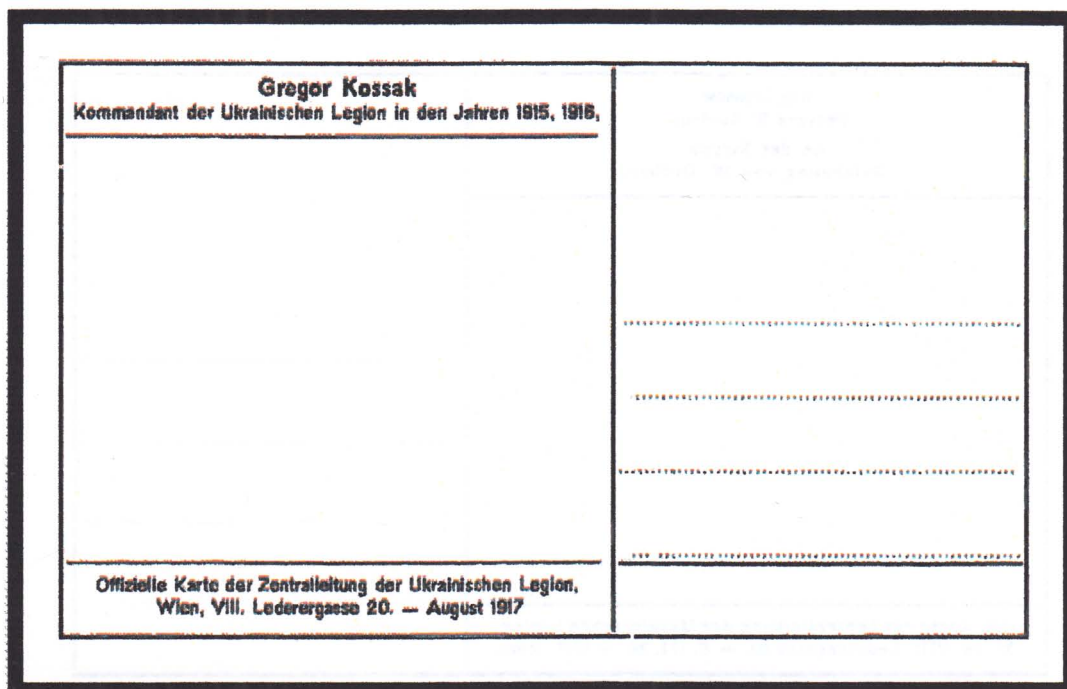 Gregor Kossak
Kommandant der Ukrainischen Legion in den Jahren 1915, 1916,
Offizielle Karte der Zentralleitung der Ukrainischen Legion,
Wien, VIII. Lederergasse 20. — August 1917